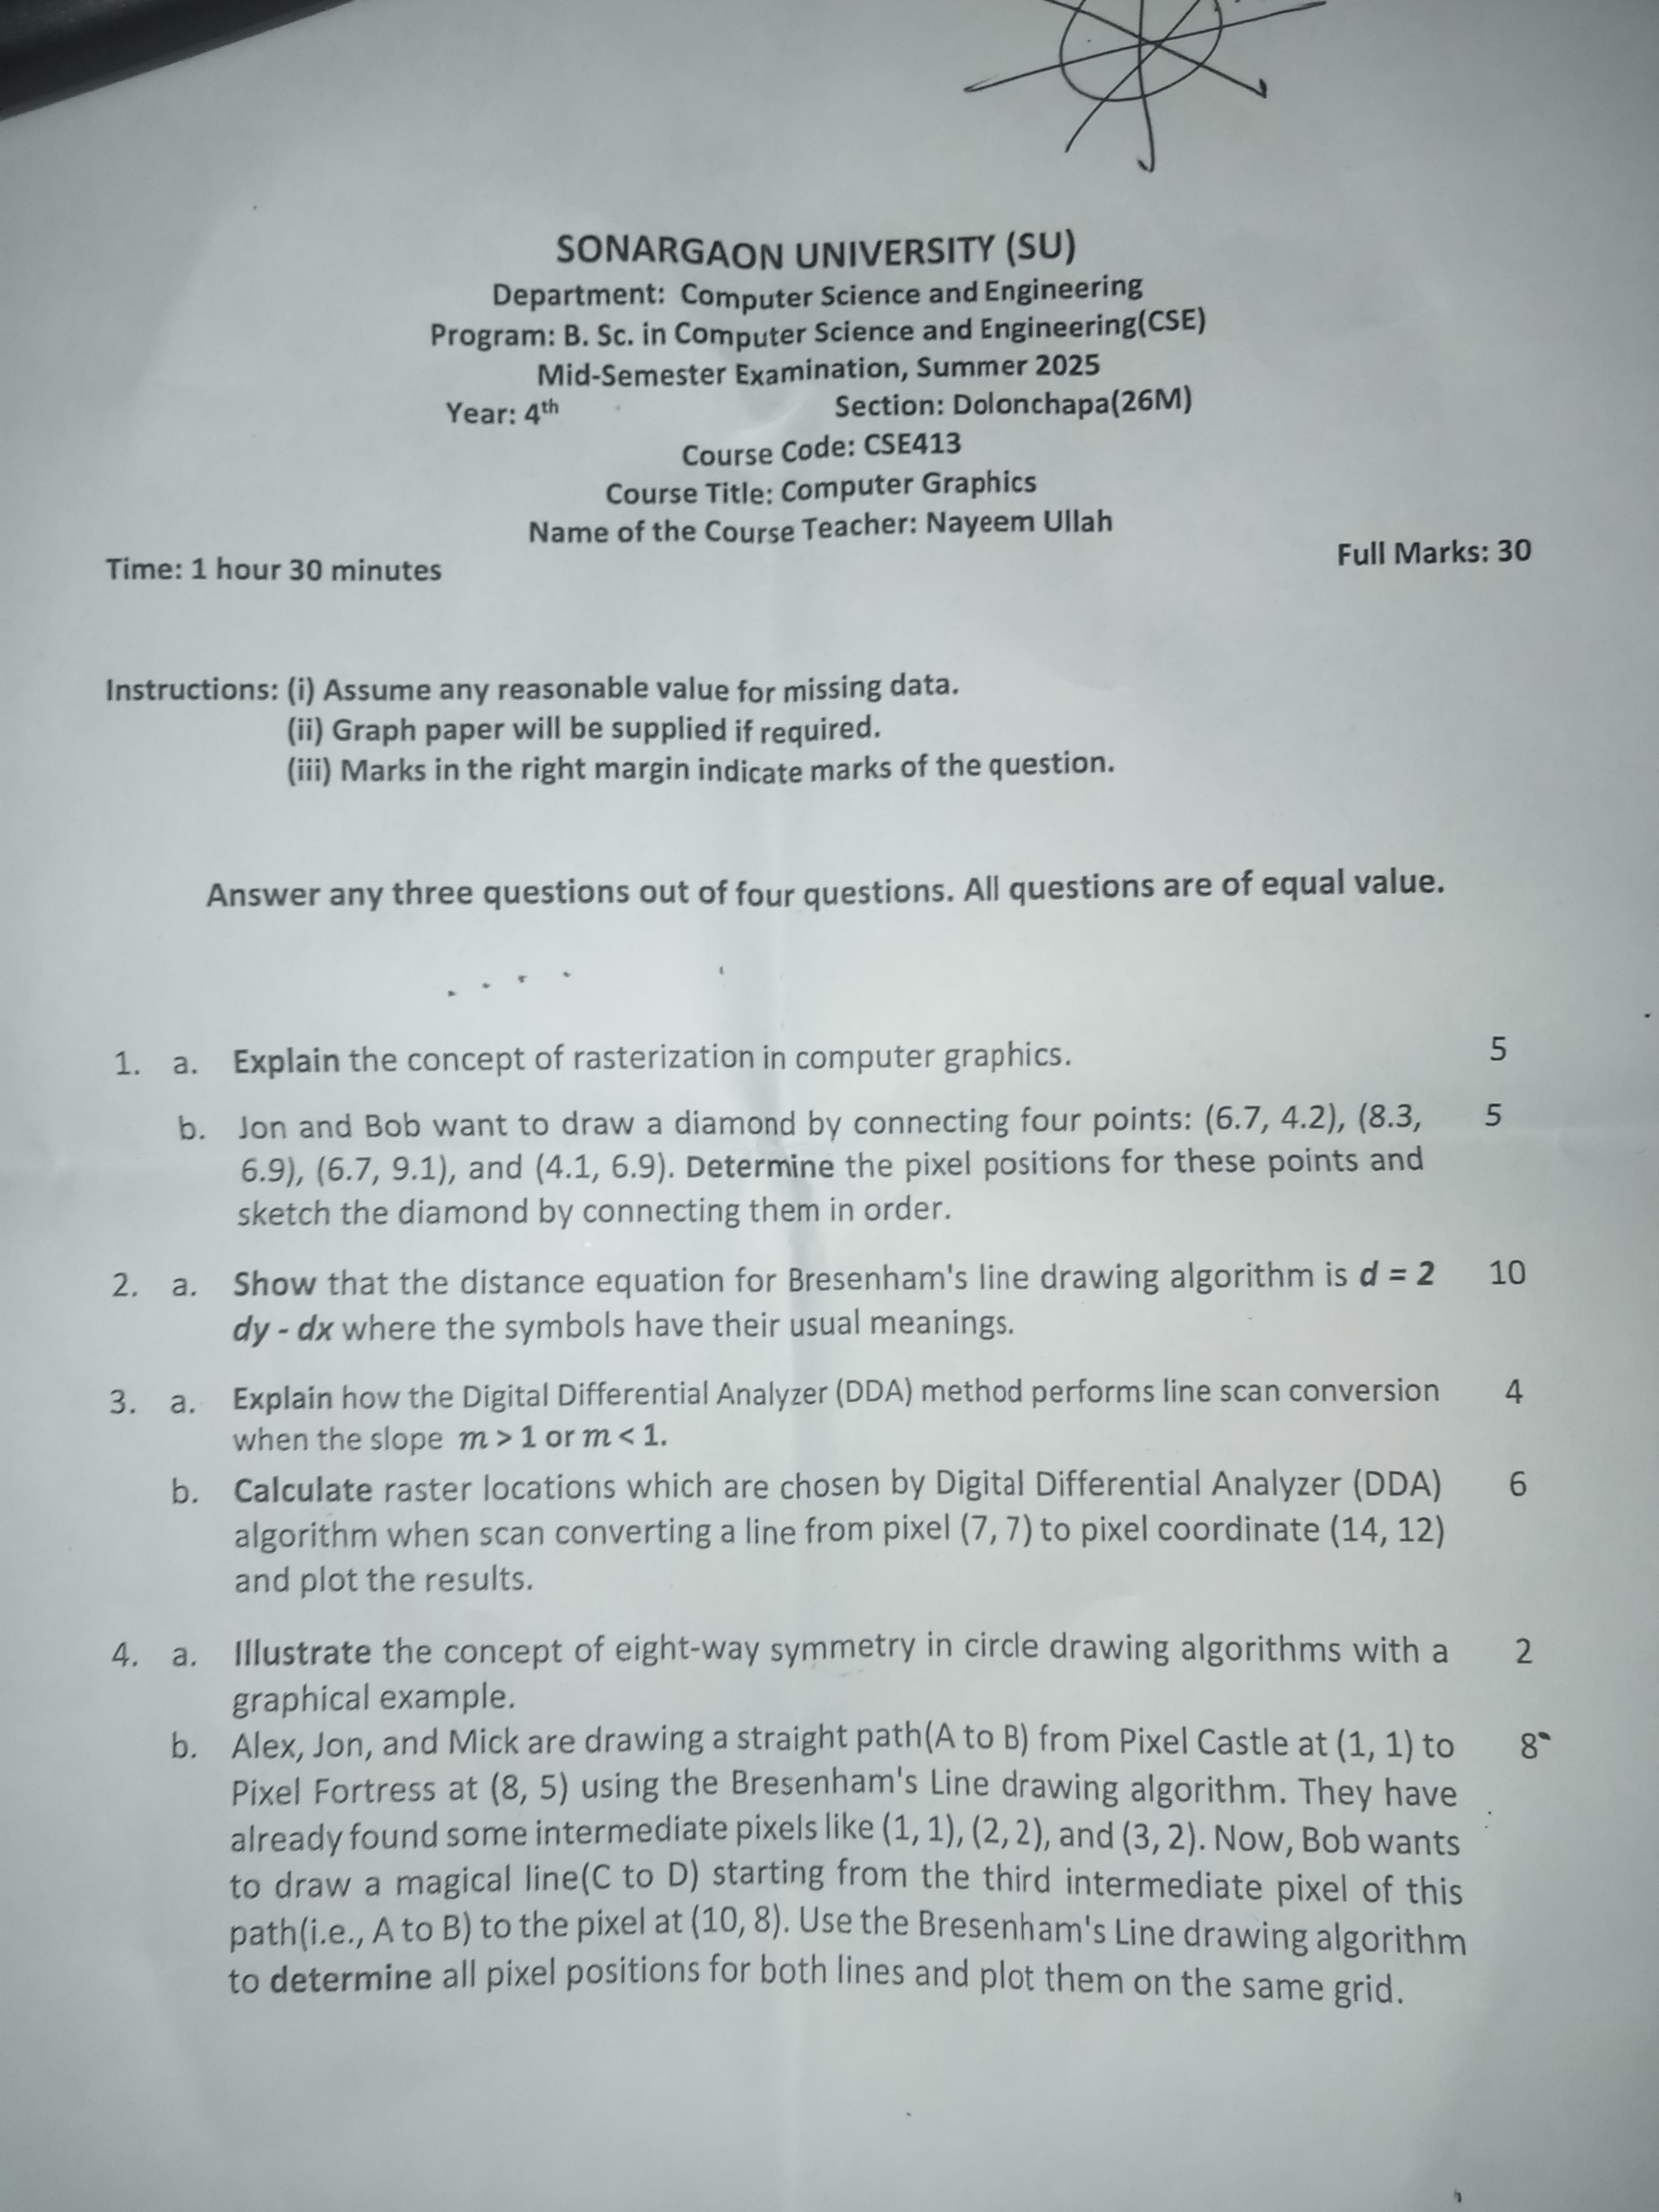 SONARGAON UNIVERSITY (SU)
Department: Computer Science and Engineering
Program: B. Sc. in Computer Science and Engineering(CSE)
Mid-Semester Examination, Summer 2025
Year: 4th Section: Dolonchapa(26M)
Course Code: CSE413
Course Title: Computer Graphics
Name of the Course Teacher: Nayeem Ullah
Time: 1 hour 30 minutes Full Marks: 30
Instructions: (i) Assume any reasonable value for missing data.
(ii) Graph paper will be supplied if required.
(iii) Marks in the right margin indicate marks of the question.
Answer any three questions out of four questions. All questions are of equal value.
1. a. Explain the concept of rasterization in computer graphics. 5
b. Jon and Bob want to draw a diamond by connecting four points: (6.7, 4.2), (8.3, 5
6.9), (6.7, 9.1), and (4.1, 6.9). Determine the pixel positions for these points and
sketch the diamond by connecting them in order.
2. a. Show that the distance equation for Bresenham's line drawing algorithm is d = 2 10
dy - dx where the symbols have their usual meanings.
3. a. Explain how the Digital Differential Analyzer (DDA) method performs line scan conversion 4
when the slope m > 1 or m < 1.
b. Calculate raster locations which are chosen by Digital Differential Analyzer (DDA) 6
algorithm when scan converting a line from pixel (7, 7) to pixel coordinate (14, 12)
and plot the results.
4. a. Illustrate the concept of eight-way symmetry in circle drawing algorithms with a 2
graphical example.
b. Alex, Jon, and Mick are drawing a straight path(A to B) from Pixel Castle at (1, 1) to 8
Pixel Fortress at (8, 5) using the Bresenham's Line drawing algorithm. They have
already found some intermediate pixels like (1, 1), (2, 2), and (3, 2). Now, Bob wants
to draw a magical line(C to D) starting from the third intermediate pixel of this
path(i.e., A to B) to the pixel at (10, 8). Use the Bresenham's Line drawing algorithm
to determine all pixel positions for both lines and plot them on the same grid.